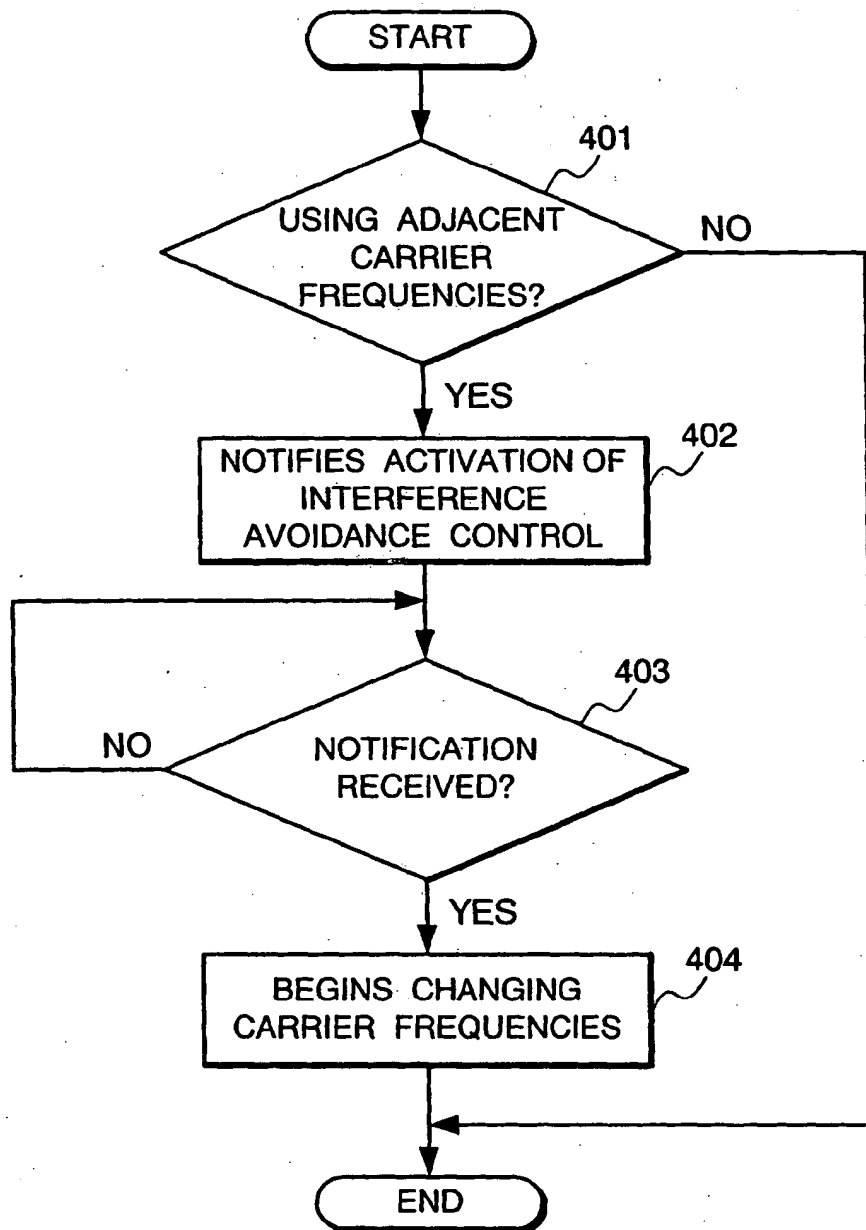 START
401
USING ADJACENT
CARRIER
FREQUENCIES?
NO
YES
402
NOTIFIES ACTIVATION OF
INTERFERENCE
AVOIDANCE CONTROL
403
NO
NOTIFICATION
RECEIVED?
YES
404
BEGINS CHANGING
CARRIER FREQUENCIES
END